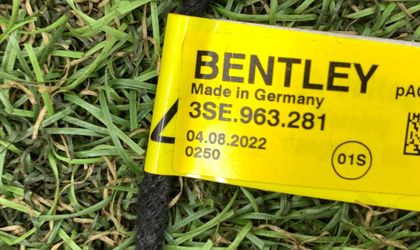 BENTLEY
Made in Germany
3SE.963.281
04.08.2022
0250
01S